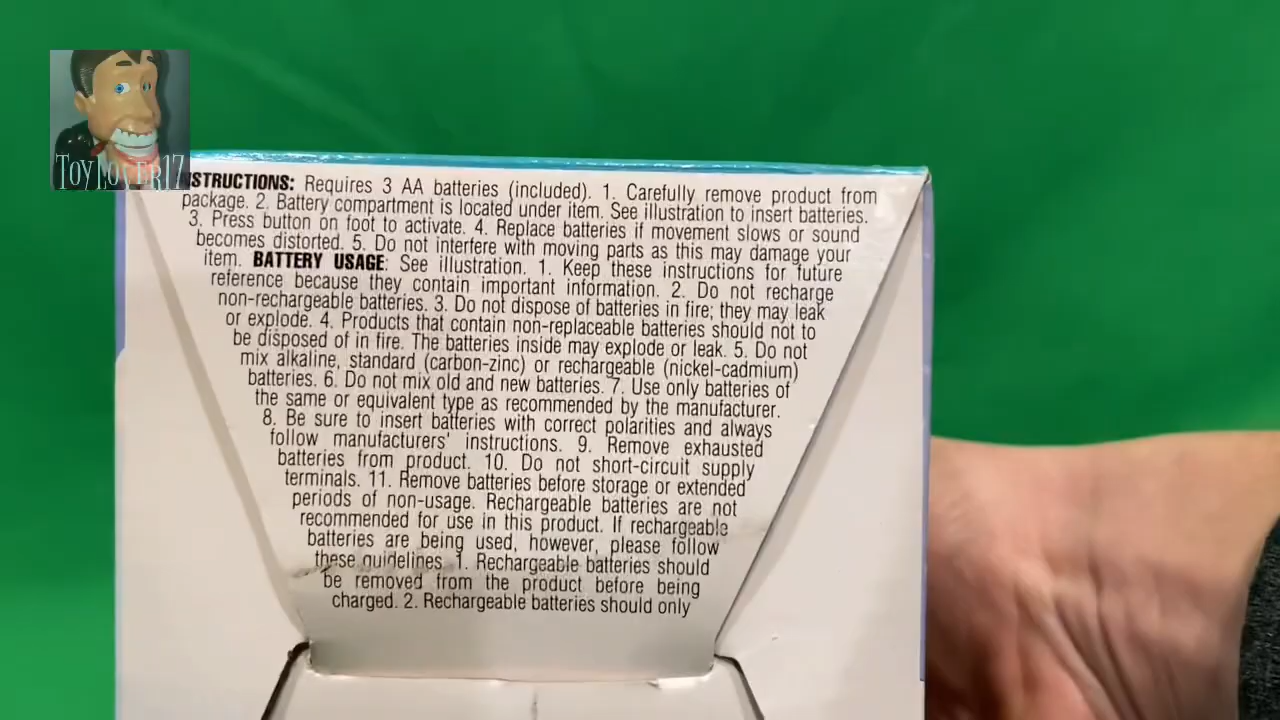 ToyLover17
NSTRUCTIONS: Requires 3 AA batteries (included). 1. Carefully remove product from
package. 2. Battery compartment is located under item. See illustration to insert batteries.
3. Press button on foot to activate. 4. Replace batteries if movement slows or sound
becomes distorted. 5. Do not interfere with moving parts as this may damage your
item. BATTERY USAGE: See illustration. 1. Keep these instructions for future
reference because they contain important information. 2. Do not recharge
non-rechargeable batteries. 3. Do not dispose of batteries in fire; they may leak
or explode. 4. Products that contain non-replaceable batteries should not to
be disposed of in fire. The batteries inside may explode or leak. 5. Do not
mix alkaline, standard (carbon-zinc) or rechargeable (nickel-cadmium)
batteries. 6. Do not mix old and new batteries. 7. Use only batteries of
the same or equivalent type as recommended by the manufacturer.
8. Be sure to insert batteries with correct polarities and always
follow manufacturers' instructions. 9. Remove exhausted
batteries from product. 10. Do not short-circuit supply
terminals. 11. Remove batteries before storage or extended
periods of non-usage. Rechargeable batteries are not
recommended for use in this product. If rechargeable
batteries are being used, however, please follow
these guidelines. 1. Rechargeable batteries should
be removed from the product before being
charged. 2. Rechargeable batteries should only